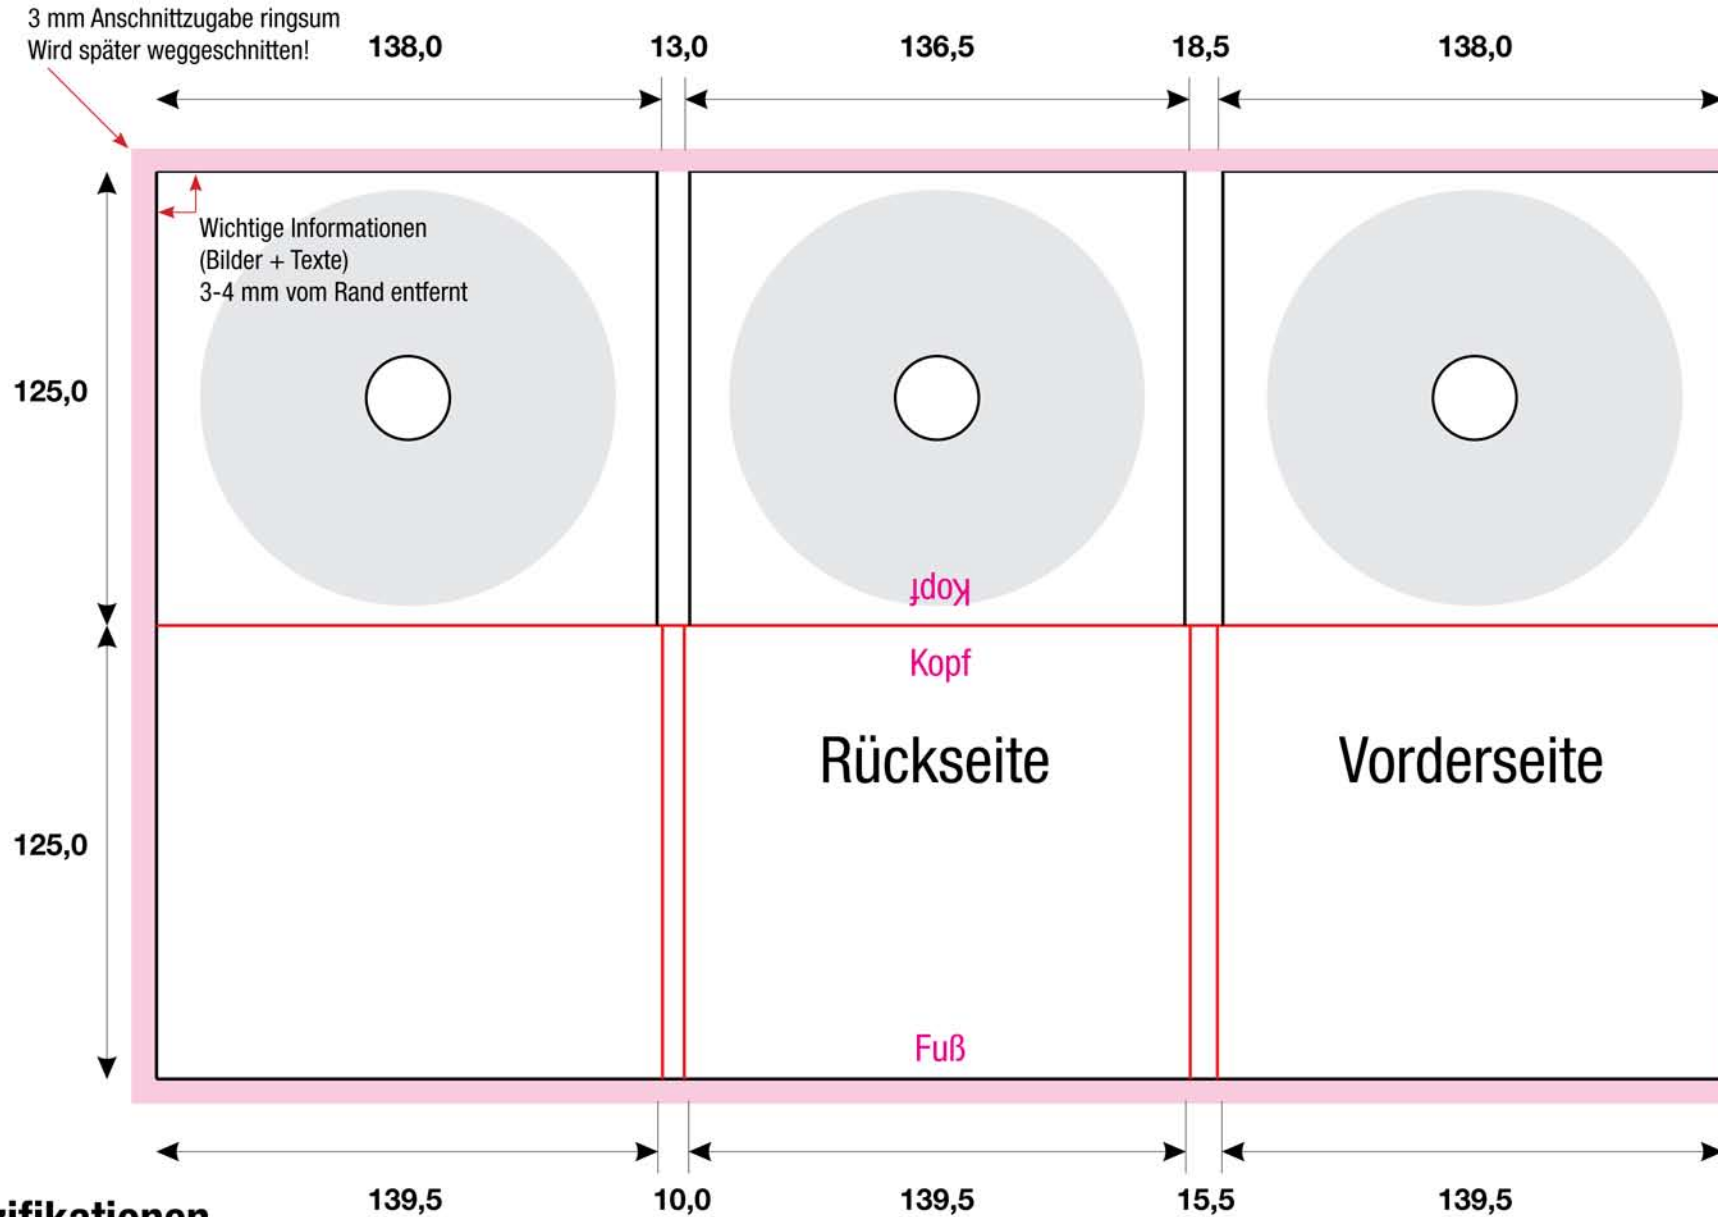 3 mm Anschnittzugabe ringsum
Wird später weggeschnitten!
138,0
13,0
136,5
18,5
138,0
Wichtige Informationen
(Bilder + Texte)
3-4 mm vom Rand entfernt
125,0
Kopf
Kopf
Rückseite
Vorderseite
125,0
Fuß
139,5
10,0
139,5
15,5
139,5